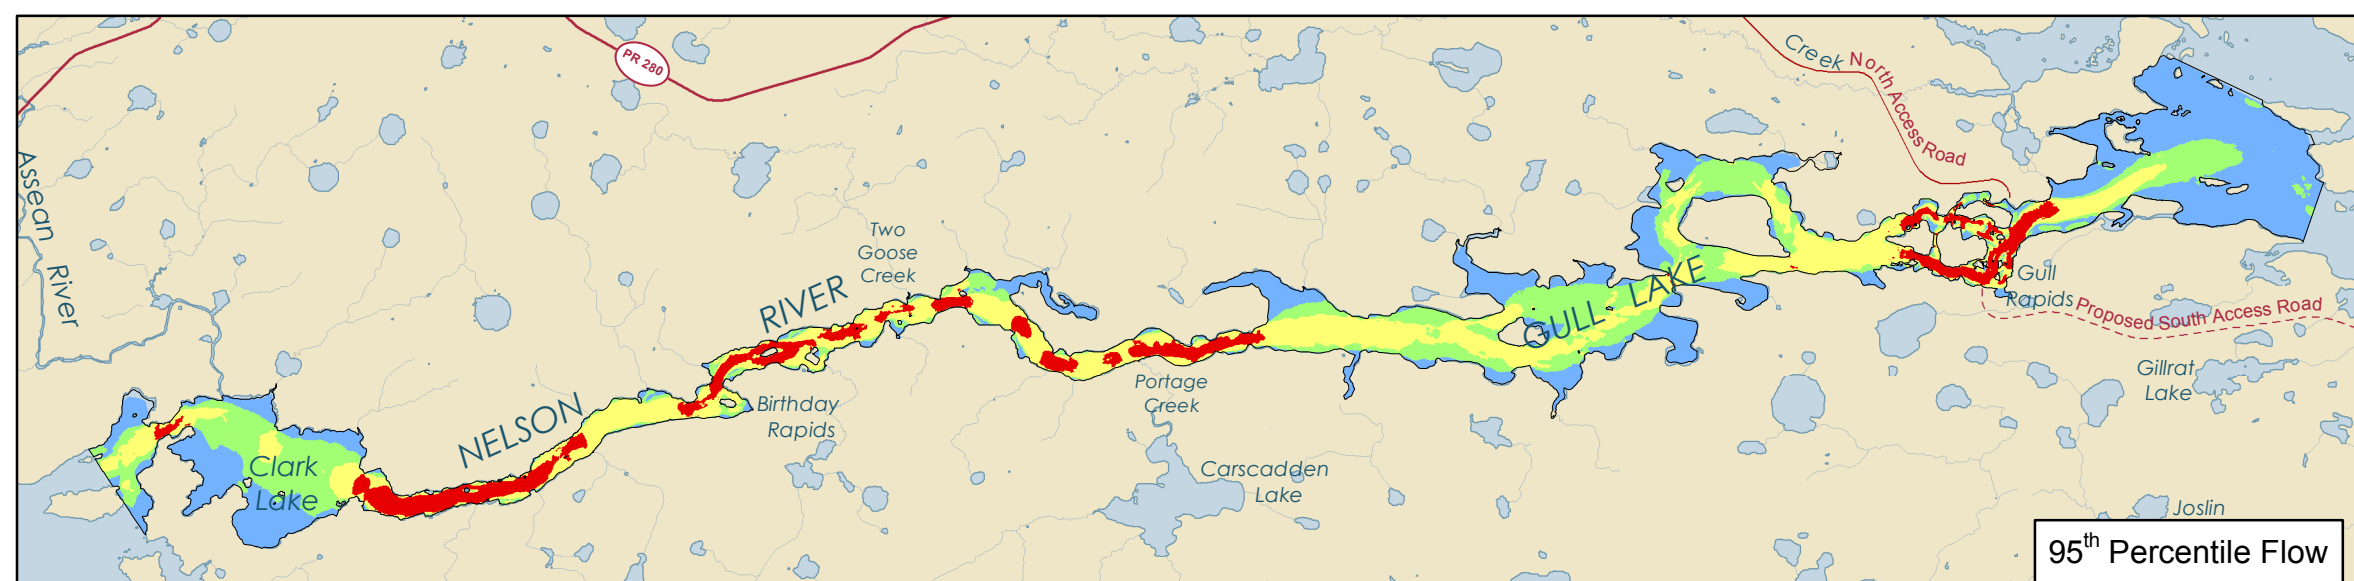 PR 280
Creek
North Access Road
Assean
River
Two
Goose
Creek
RIVER
NELSON
Birthday
Rapids
Portage
Creek
GULL LAKE
Gull
Rapids
Proposed South Access Road
Gillrat
Lake
Clark
Lake
Carscadden
Lake
Joslin
95th Percentile Flow